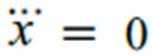 x⃛ = 0